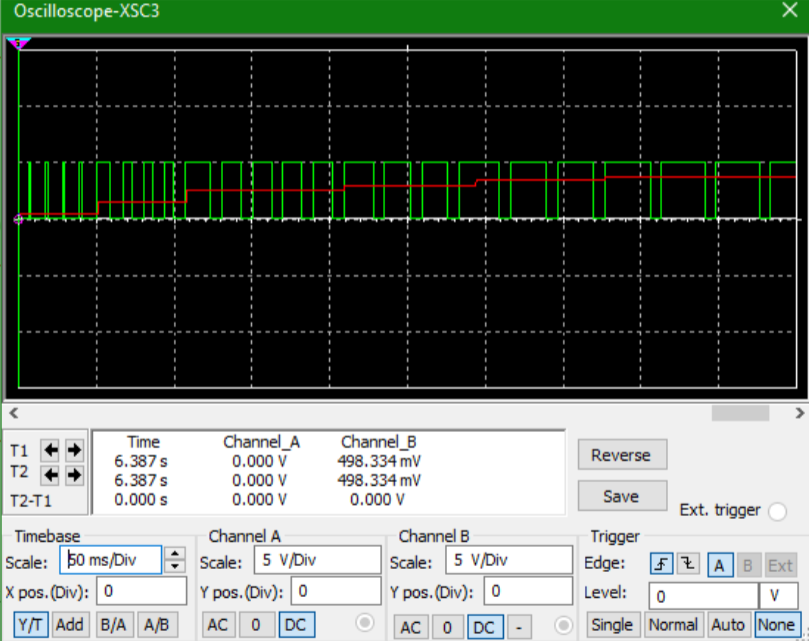 Oscilloscope-XSC3
Time Channel_A Channel_B
T1 6.387 s 0.000 V 498.334 mV
T2 6.387 s 0.000 V 498.334 mV
T2-T1 0.000 s 0.000 V 0.000 V
Reverse
Save
Ext. trigger
Timebase Channel A Channel B Trigger
Scale: 50 ms/Div Scale: 5 V/Div Scale: 5 V/Div Edge: A B Ext
X pos.(Div): 0 Y pos.(Div): 0 Y pos.(Div): 0 Level: 0 V
Y/T Add B/A A/B AC 0 DC AC 0 DC - Single Normal Auto None